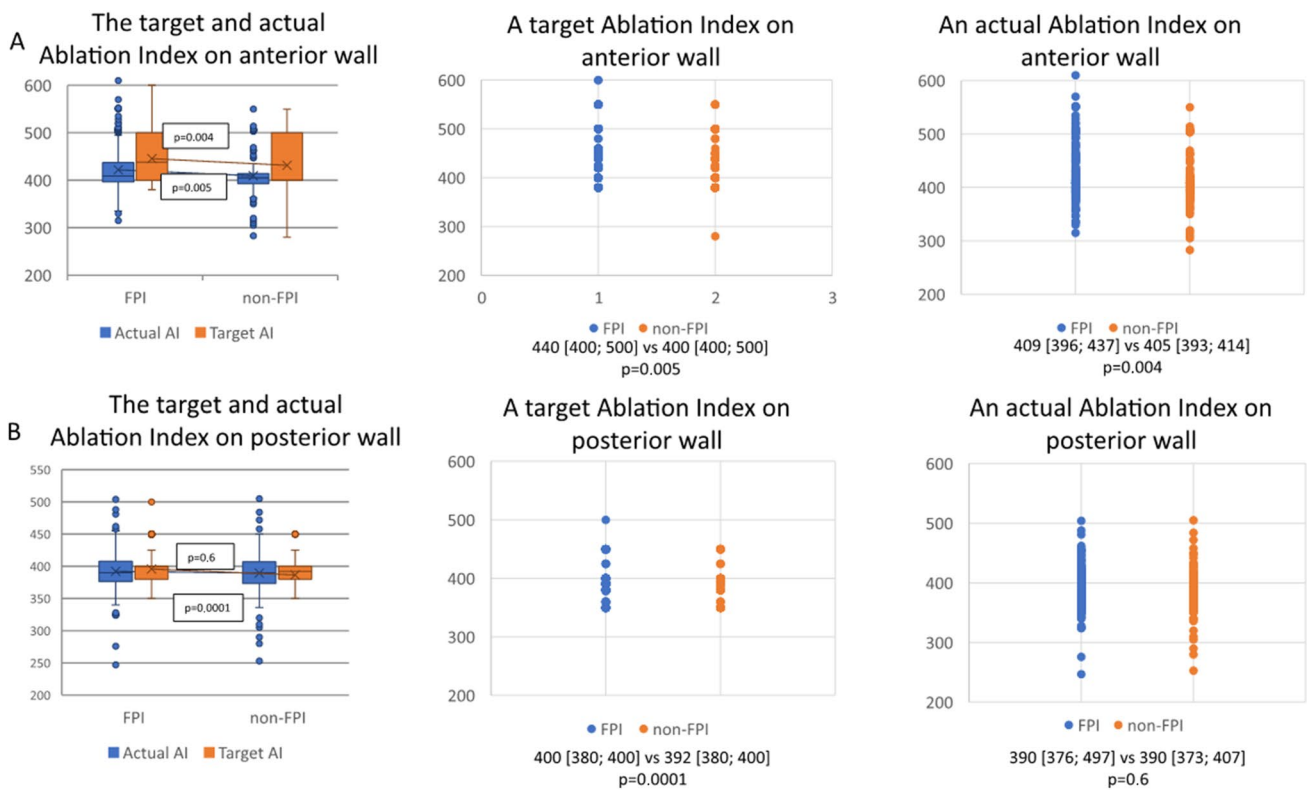 A
The target and actual
Ablation Index on anterior wall
600
500
400
300
200
p=0.004
p=0.005
FPI non-FPI
Actual AI Target AI
A target Ablation Index on
anterior wall
600
500
400
300
200
0 1 2 3
FPI non-FPI
440 [400; 500] vs 400 [400; 500]
p=0.005
An actual Ablation Index on
anterior wall
600
500
400
300
200
FPI non-FPI
409 [396; 437] vs 405 [393; 414]
p=0.004
B
The target and actual
Ablation Index on posterior wall
550
500
450
400
350
300
250
200
p=0,6
p=0,0001
FPI non-FPI
Actual AI Target AI
A target Ablation Index on
posterior wall
600
500
400
300
200
FPI non-FPI
400 [380; 400] vs 392 [380; 400]
p=0.0001
An actual Ablation Index on
posterior wall
600
500
400
300
200
FPI non-FPI
390 [376; 497] vs 390 [373; 407]
p=0.6